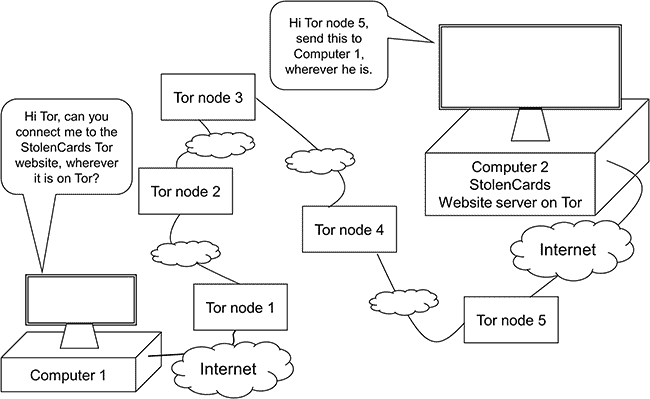 Hi Tor, can you
connect me to the
StolenCards Tor
website, wherever
it is on Tor?
Computer 1
Internet
Tor node 1
Tor node 2
Tor node 3
Tor node 4
Tor node 5
Internet
Hi Tor node 5,
send this to
Computer 1,
wherever he is.
Computer 2
StolenCards
Website server on Tor